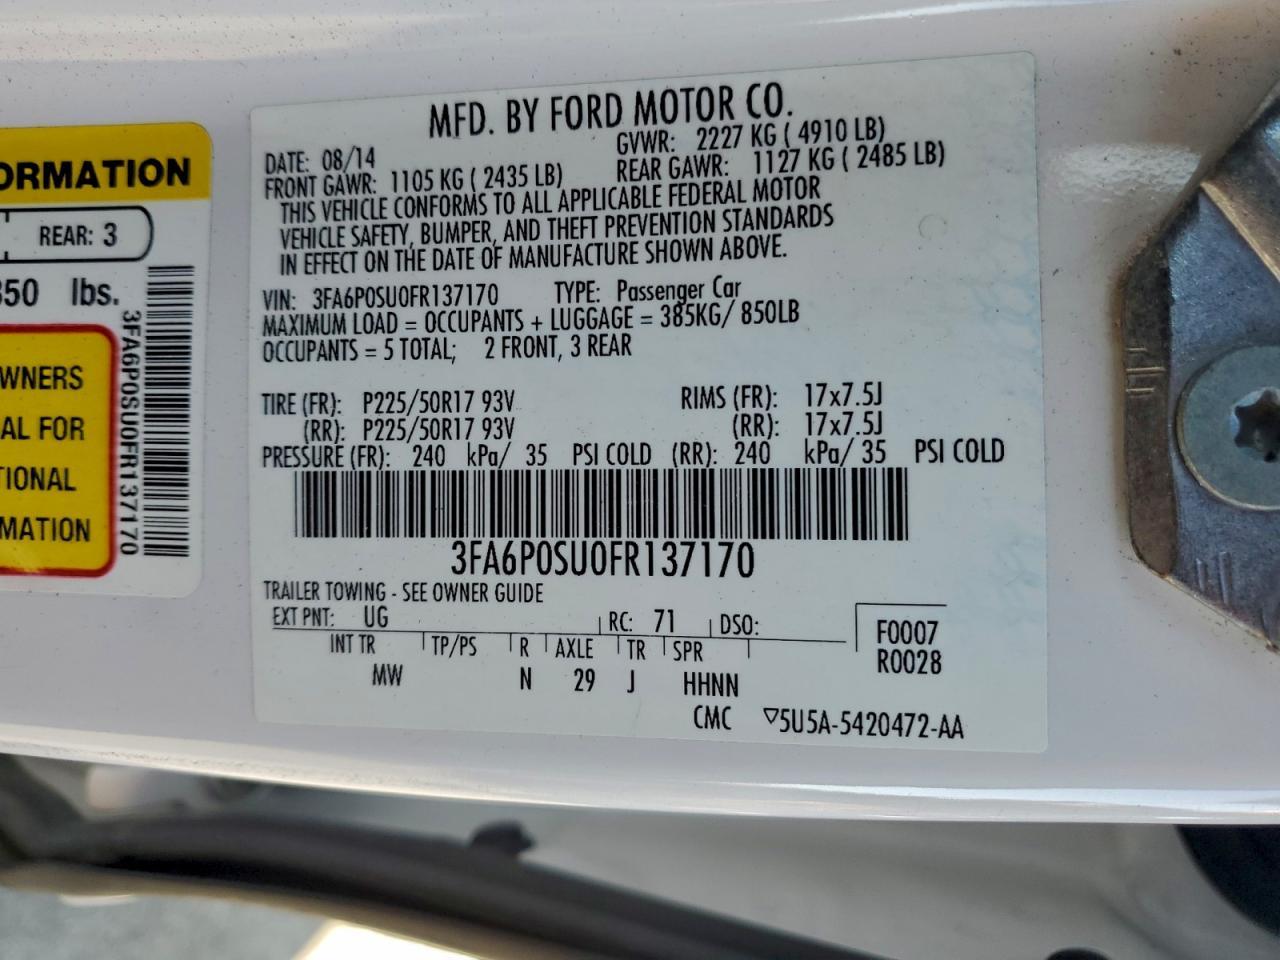 ORMATION
REAR: 3
350 lbs.
WNERS
AL FOR
TIONAL
MATION
3FA6P0SU0FR137170
MFD. BY FORD MOTOR CO.
DATE: 08/14 GVWR: 2227 KG ( 4910 LB)
FRONT GAWR: 1105 KG ( 2435 LB) REAR GAWR: 1127 KG ( 2485 LB)
THIS VEHICLE CONFORMS TO ALL APPLICABLE FEDERAL MOTOR
VEHICLE SAFETY, BUMPER, AND THEFT PREVENTION STANDARDS
IN EFFECT ON THE DATE OF MANUFACTURE SHOWN ABOVE.
VIN: 3FA6P0SU0FR137170 TYPE: Passenger Car
MAXIMUM LOAD = OCCUPANTS + LUGGAGE = 385KG/ 850LB
OCCUPANTS = 5 TOTAL; 2 FRONT, 3 REAR
TIRE (FR): P225/50R17 93V RIMS (FR): 17x7.5J
(RR): P225/50R17 93V (RR): 17x7.5J
PRESSURE (FR): 240 kPa/ 35 PSI COLD (RR): 240 kPa/ 35 PSI COLD
3FA6P0SU0FR137170
TRAILER TOWING - SEE OWNER GUIDE
EXT PNT: UG RC: 71 DSO: F0007
INT TR TP/PS R AXLE TR SPR R0028
MW N 29 J HHNN
CMC ▽5U5A-5420472-AA